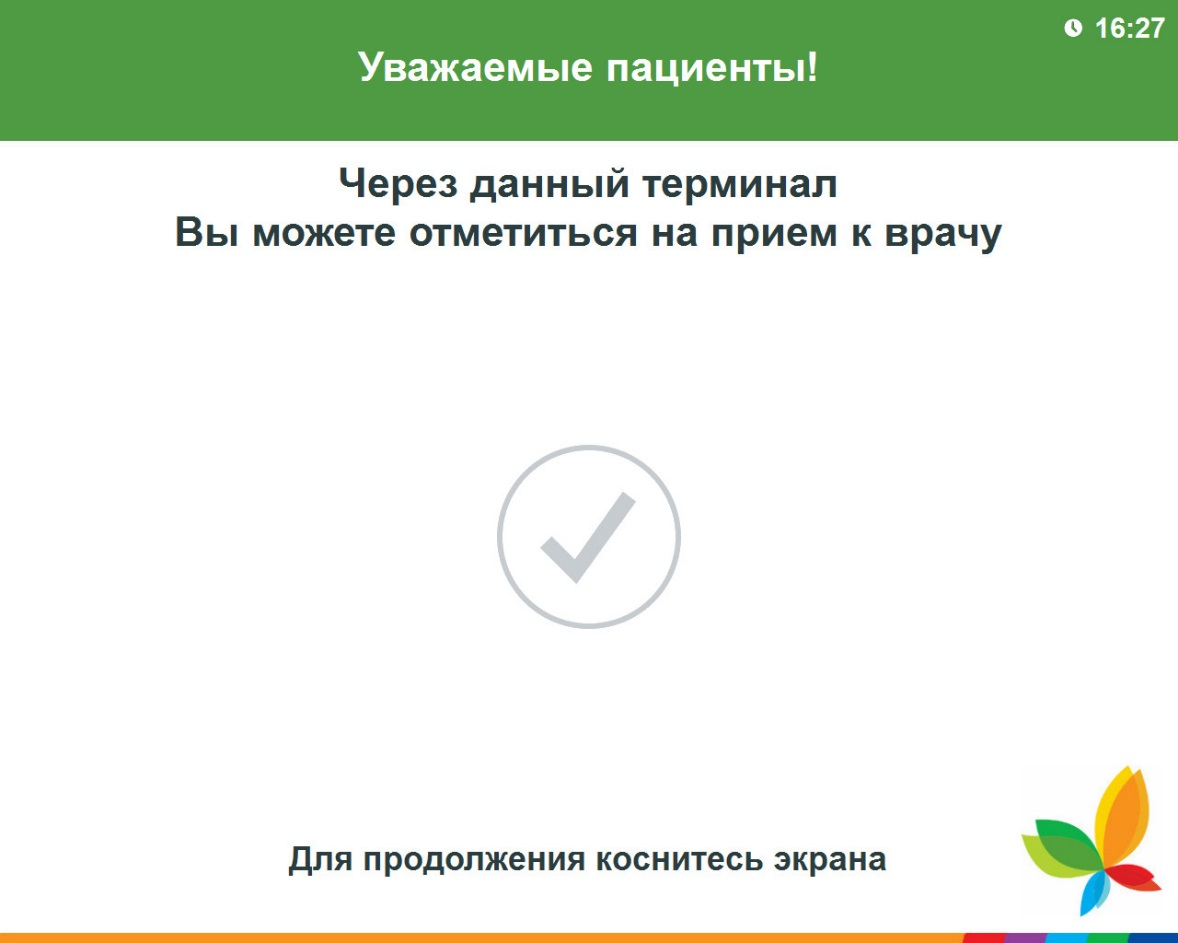 16:27
Уважаемые пациенты!
Через данный терминал
Вы можете отметиться на прием к врачу
Для продолжения коснитесь экрана